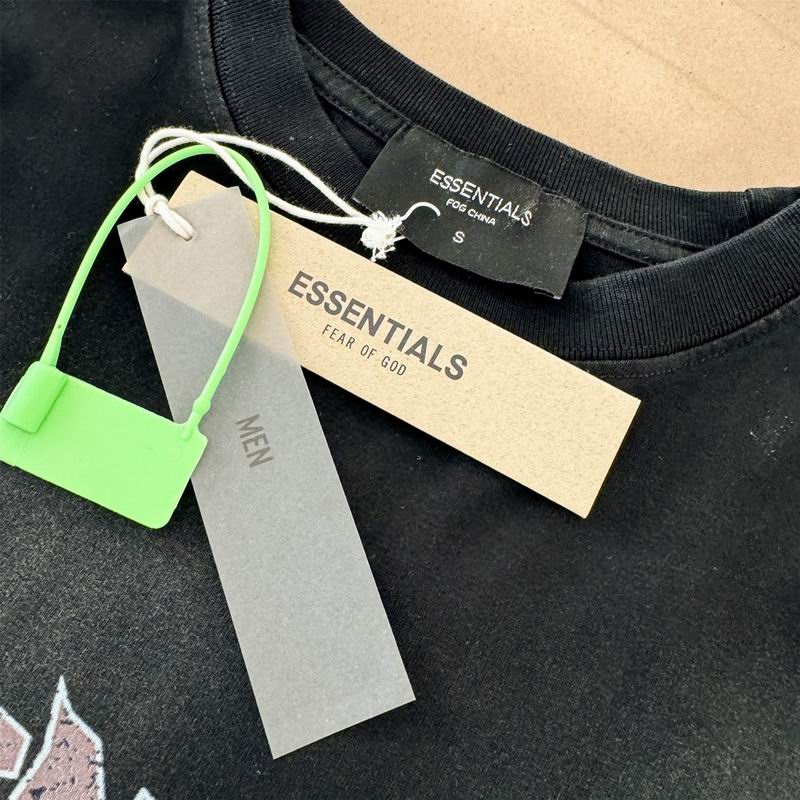 ESSENTIALS
FOG CHINA
S
ESSENTIALS
FEAR OF GOD
MEN